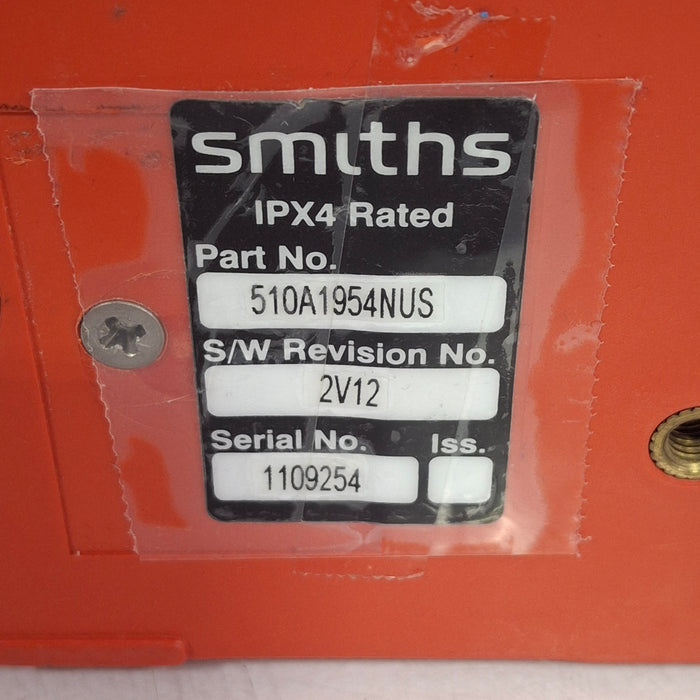 smiths
IPX4 Rated
Part No.
510A1954NUS
S/W Revision No.
2V12
Serial No. Iss.
1109254